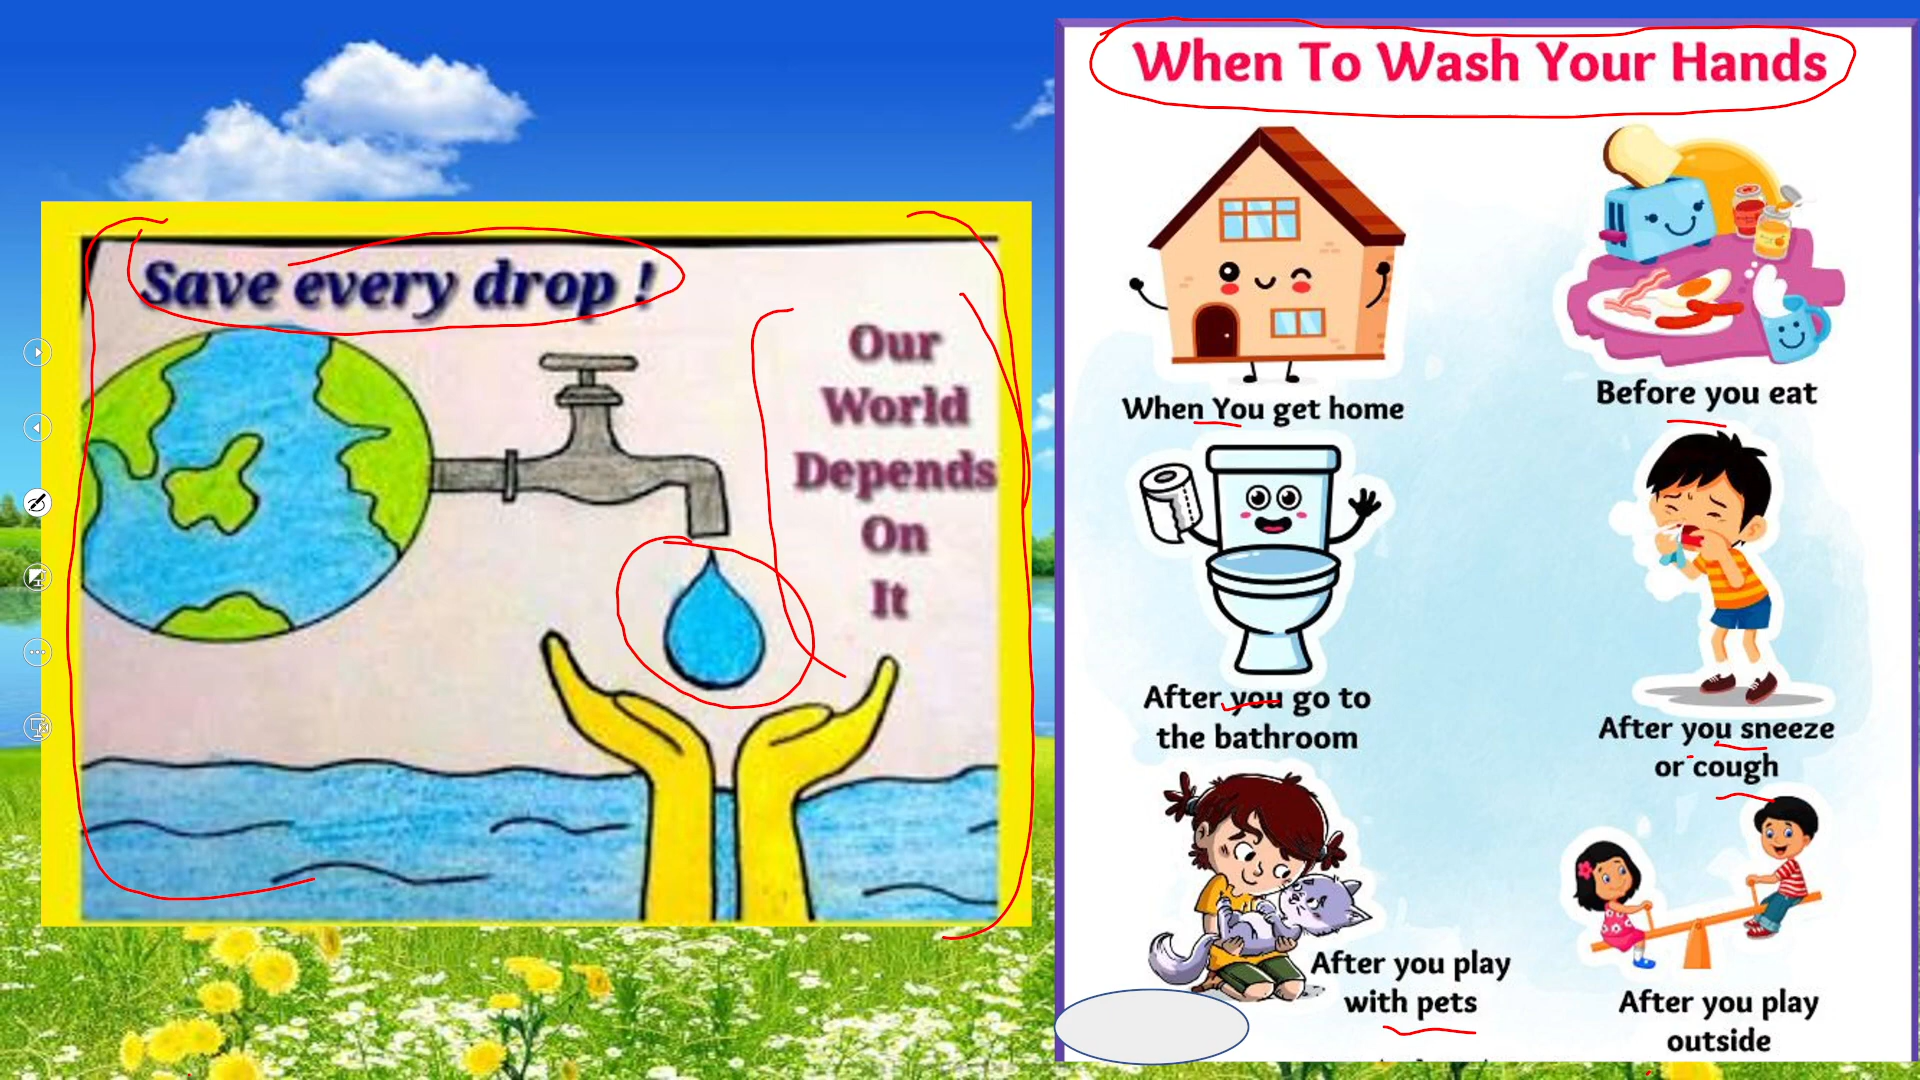 Save every drop !
Our
World
Depends
On
It
When To Wash Your Hands
When You get home
Before you eat
After you go to
the bathroom
After you sneeze
or cough
After you play
with pets
After you play
outside